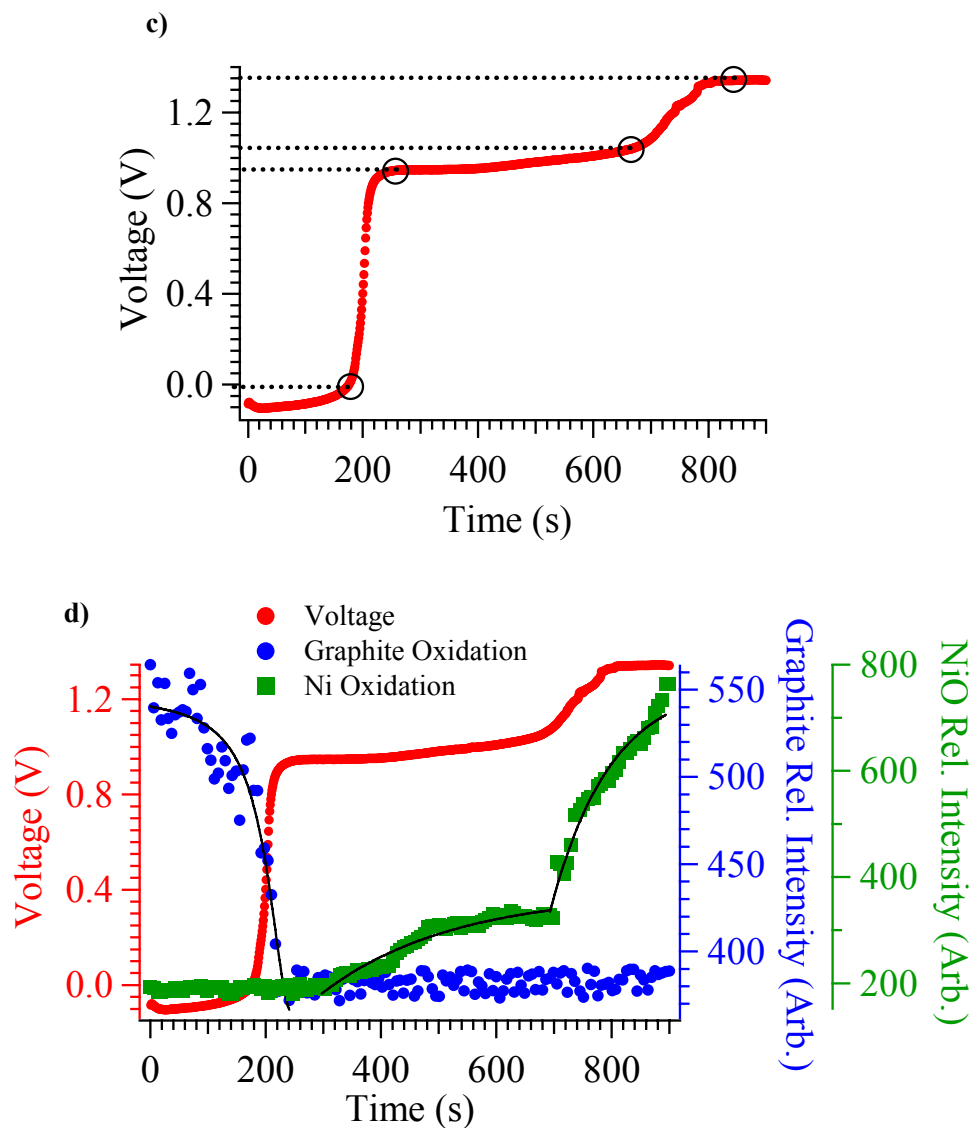 c)
1.2
0.8
0.4
0.0
Voltage (V)
0 200 400 600 800
Time (s)
d)
Voltage
Graphite Oxidation
Ni Oxidation
1.2
0.8
0.4
0.0
Voltage (V)
550
500
450
400
Graphite Rel. Intensity (Arb.)
800
600
400
200
NiO Rel. Intensity (Arb.)
0 200 400 600 800
Time (s)